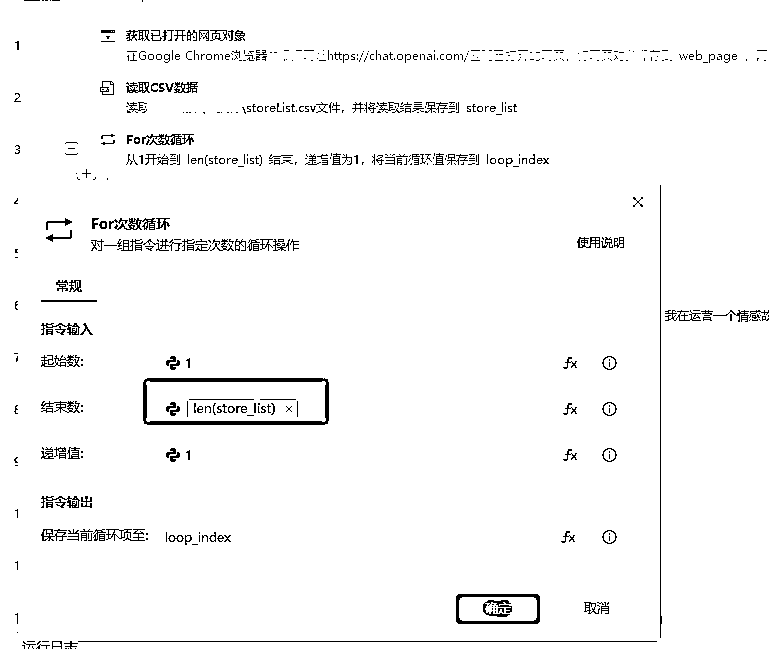 1
获取已打开的网页对象
在Google Chrome浏览器 https://chat.openai.com/ web_page
2
读取CSV数据
读取 \storeList.csv文件，并将读取结果保存到 store_list
3
For次数循环
从1开始到 len(store_list) 结束，递增值为1，将当前循环值保存到 loop_index
For次数循环
对一组指令进行指定次数的循环操作
使用说明
常规
指令输入
我在运营一个情感故
起始数: 1 fx
结束数: len(store_list) × fx
递增值: 1 fx
指令输出
保存当前循环项至: loop_index fx
确定 取消
运行日志